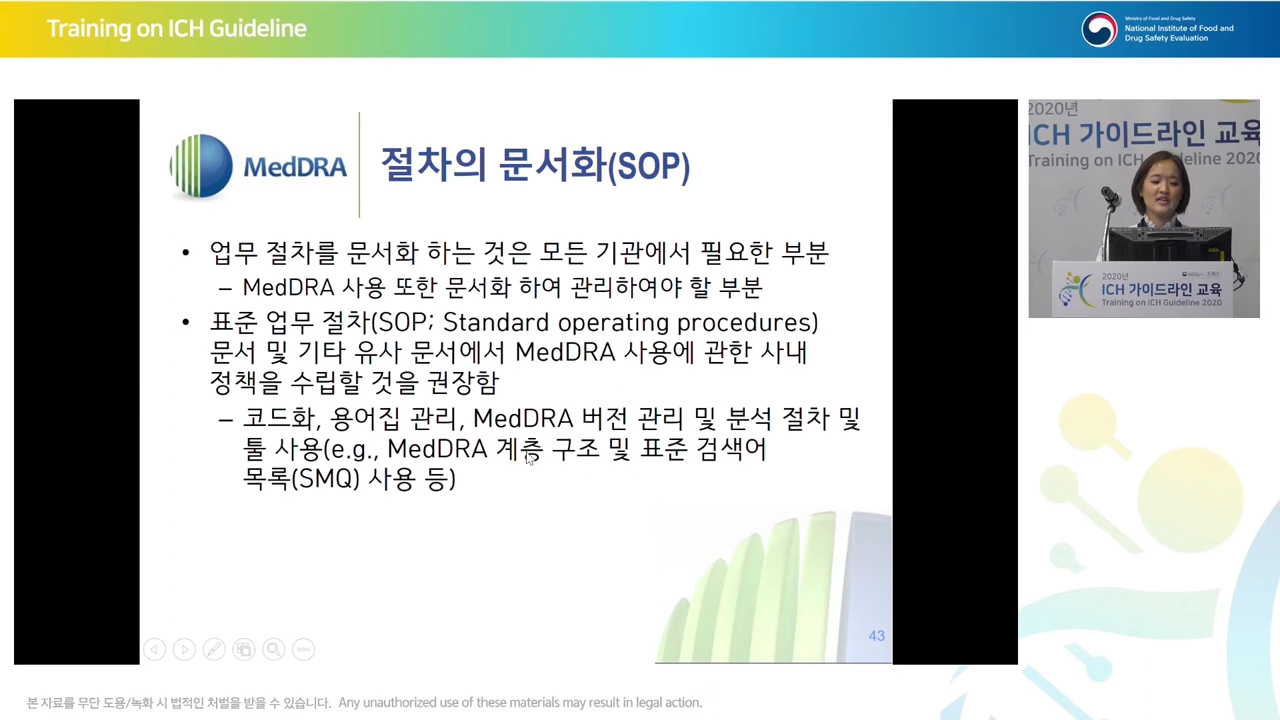 Training on ICH Guideline
Ministry of Food and Drug Safety
National Institute of Food and
Drug Safety Evaluation
MedDRA
절차의 문서화(SOP)
• 업무 절차를 문서화 하는 것은 모든 기관에서 필요한 부분
– MedDRA 사용 또한 문서화 하여 관리하여야 할 부분
• 표준 업무 절차(SOP; Standard operating procedures)
문서 및 기타 유사 문서에서 MedDRA 사용에 관한 사내
정책을 수립할 것을 권장함
– 코드화, 용어집 관리, MedDRA 버전 관리 및 분석 절차 및
툴 사용(e.g., MedDRA 계층 구조 및 표준 검색어
목록(SMQ) 사용 등)
43
2020년
ICH 가이드라인 교육
Training on ICH Guideline 2020
2020년
ICH 가이드라인 교육
Training on ICH Guideline 2020
본 자료를 무단 도용/녹화 시 법적인 처벌을 받을 수 있습니다. Any unauthorized use of these materials may result in legal action.